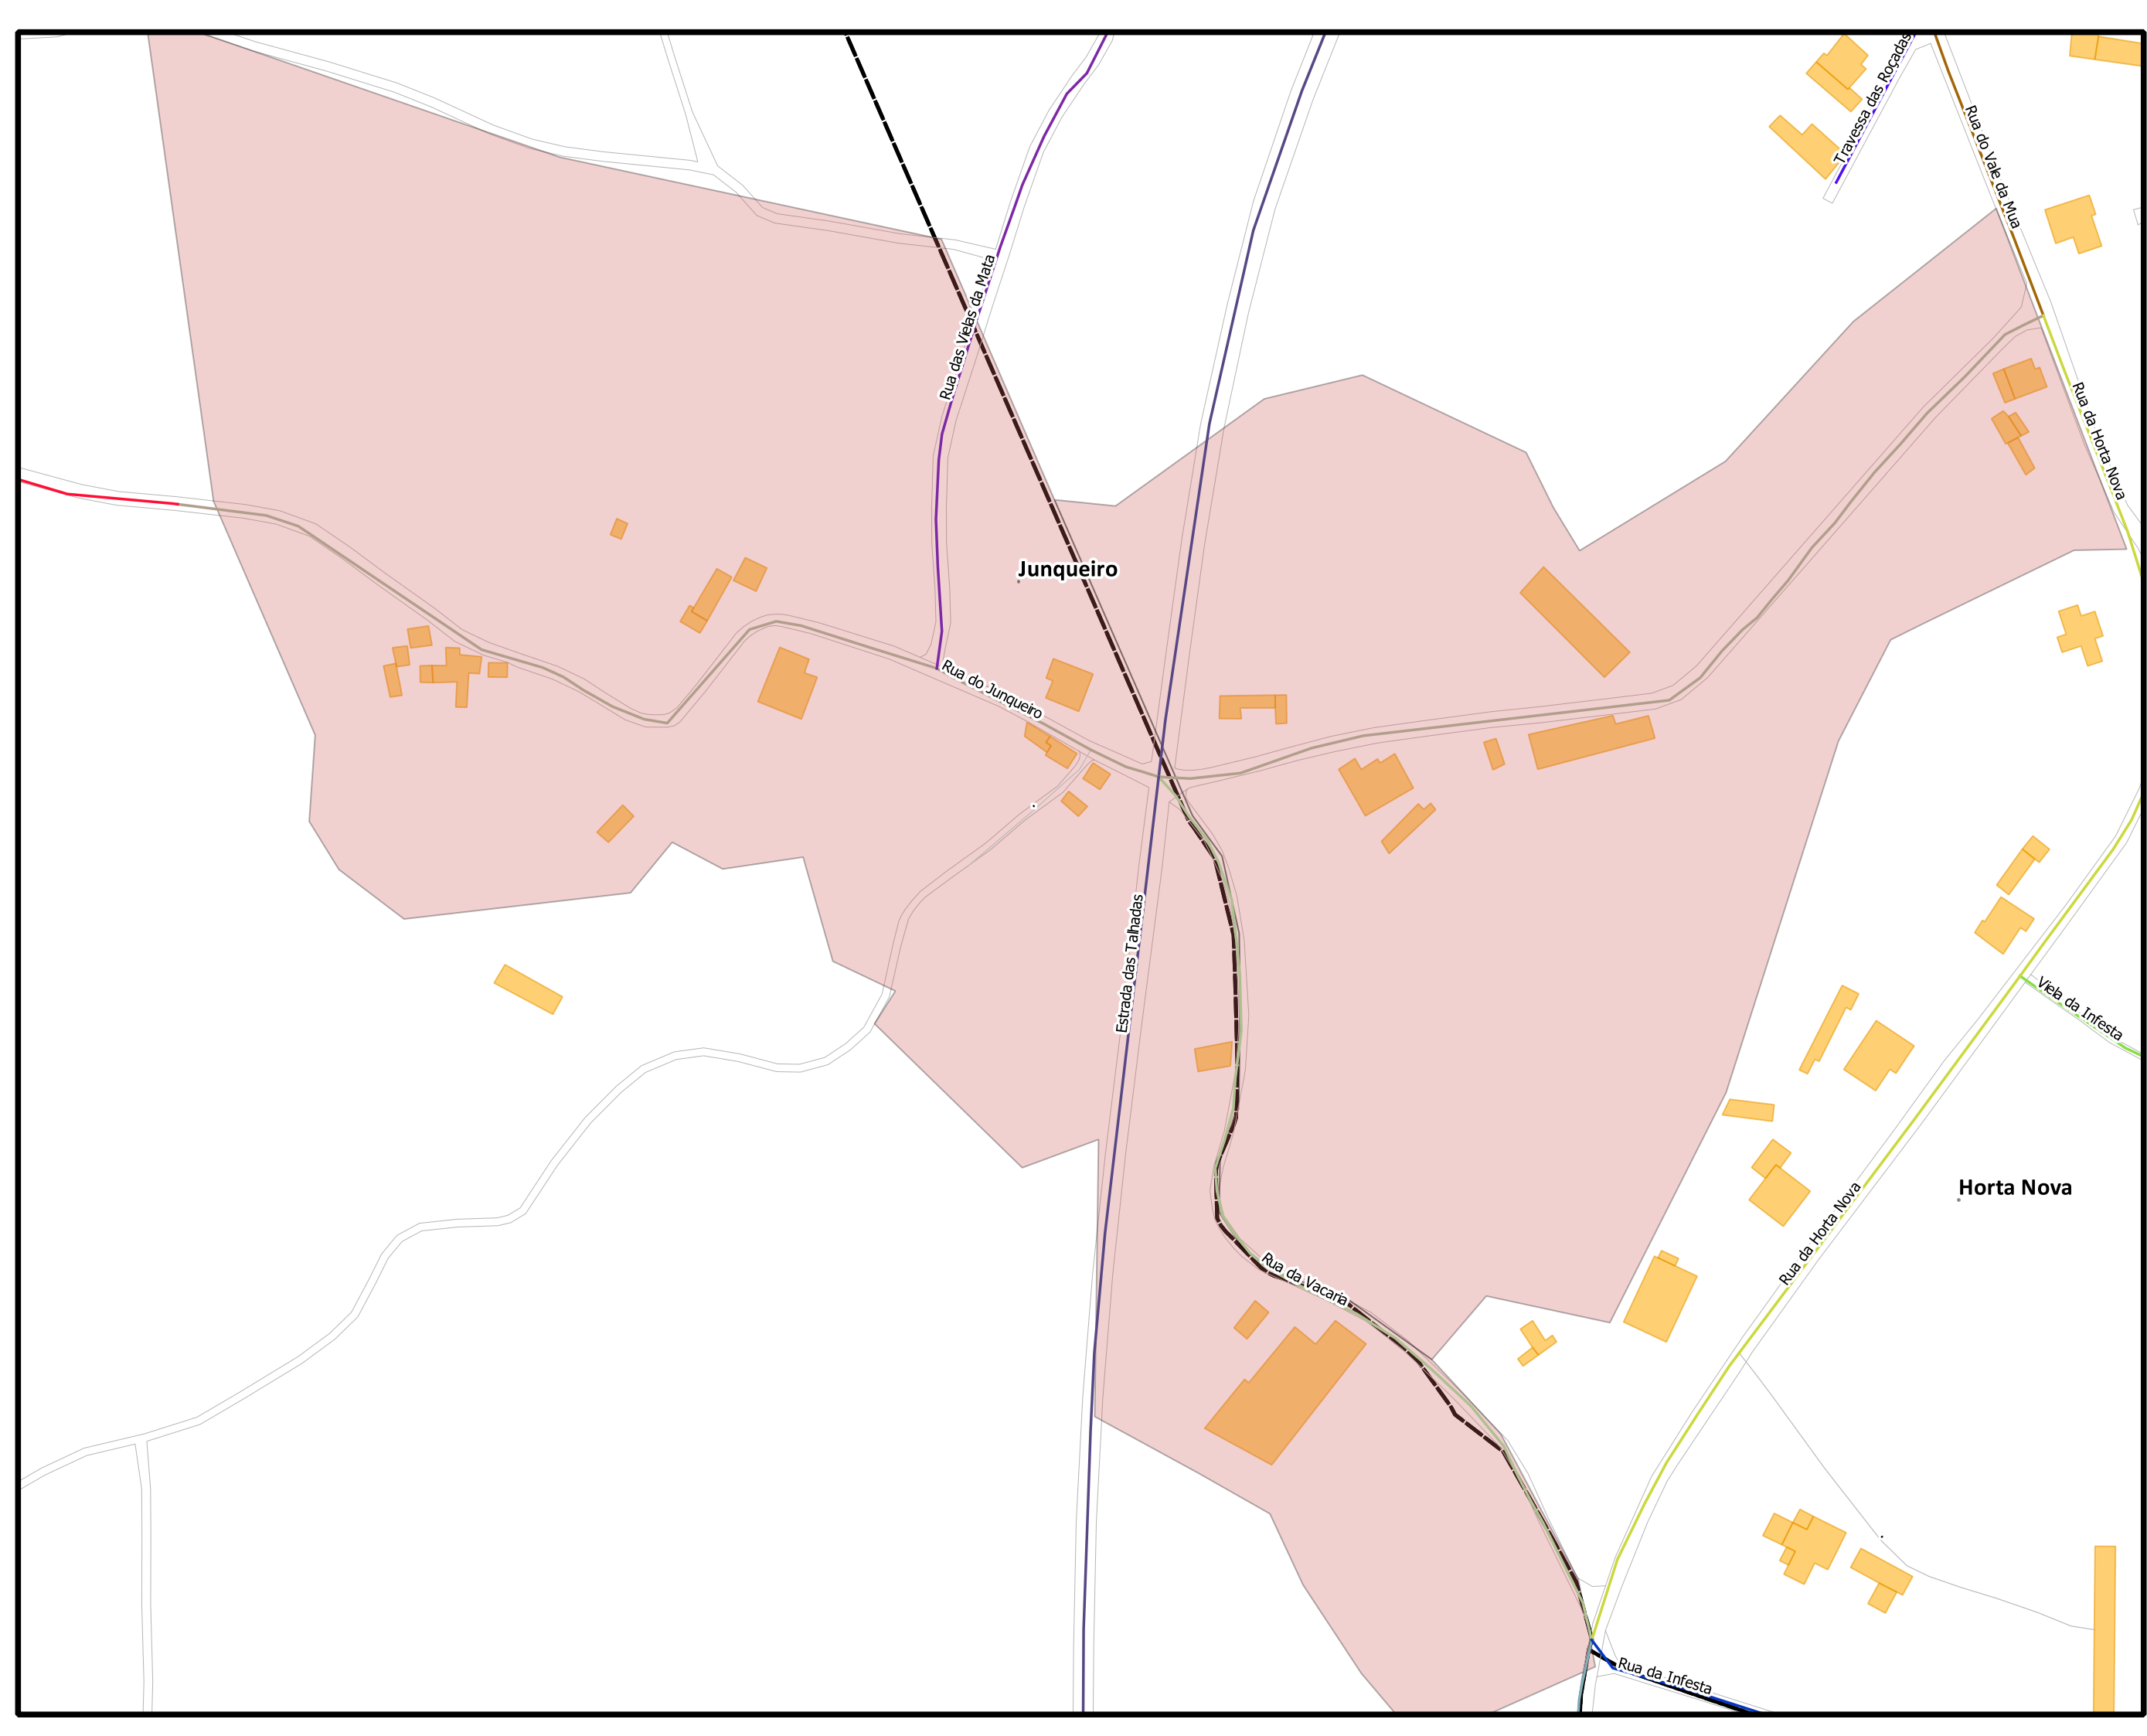 Travessa das Roçadas
Rua do Vale da Mua
Rua das Vielas da Mata
Rua da Horta Nova
Junqueiro
Rua do Junqueiro
Estrada das Talhadas
Viela da Infesta
Horta Nova
Rua da Horta Nova
Rua da Vacaria
Rua da Infesta